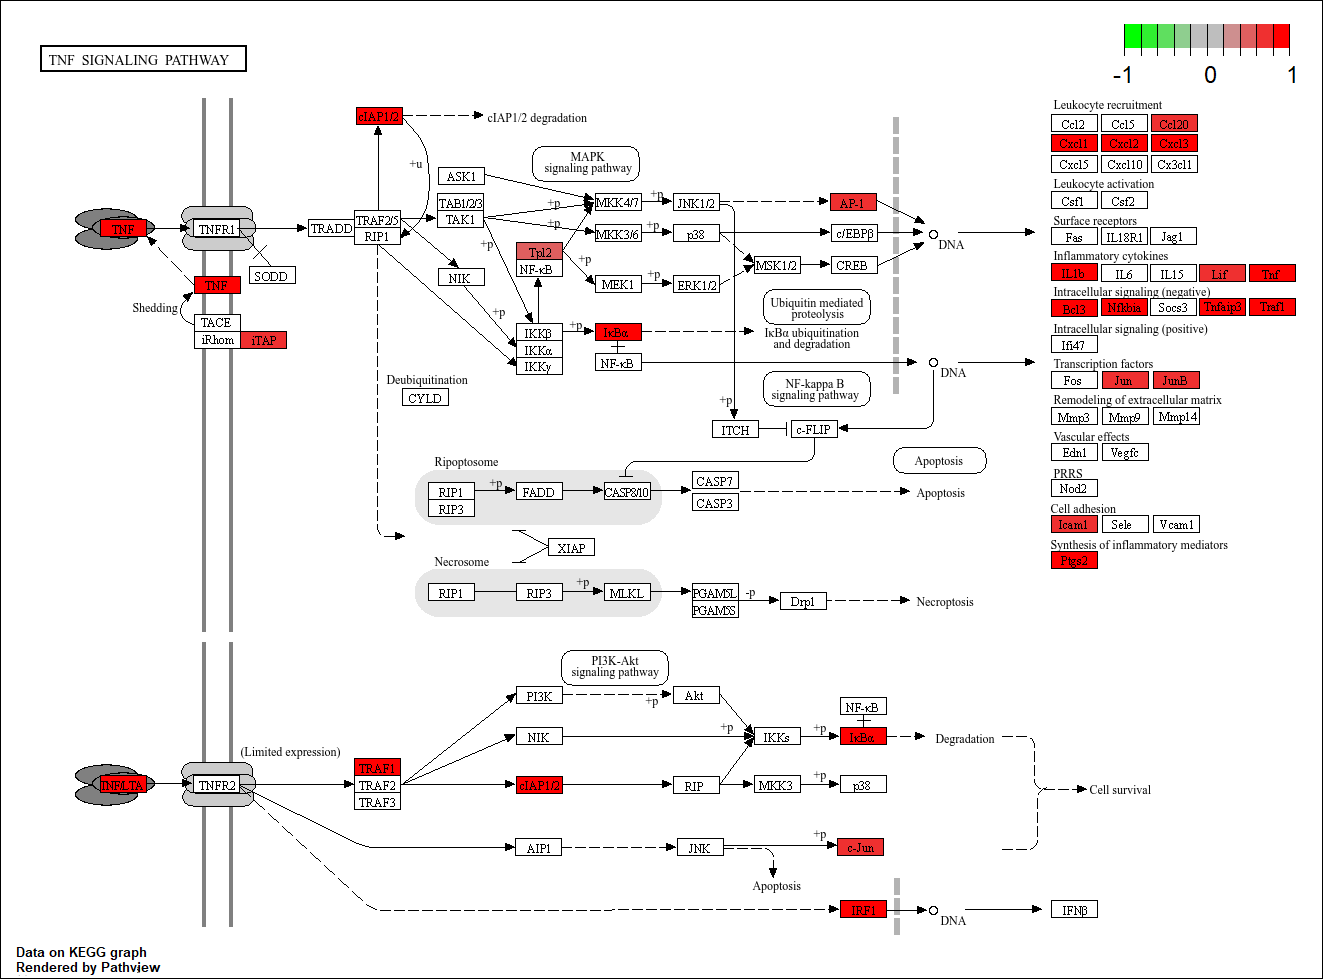 TNF SIGNALING PATHWAY
-1 0 1
cIAP1/2
cIAP1/2 degradation
+u
MAPK
signaling pathway
ASK1
TAB1/2/3
TAK1
TRAF2/5
RIP1
TRADD
TNF
TNFR1
SODD
TNF
Shedding
TACE
iRhom
iTAP
MKK4/7
+p
JNK1/2
AP-1
+p
+p
MKK3/6
+p
p38
c/EBPβ
DNA
+p
Tpl2
NF-κB
+p
MSK1/2
CREB
NIK
MEK1
+p
ERK1/2
+p
Ubiquitin mediated
proteolysis
IKKβ
IKKα
IKKγ
+p
IκBα
IκBα ubiquitination
and degradation
NF-κB
DNA
Deubiquitination
CYLD
NF-kappa B
signaling pathway
+p
ITCH
c-FLIP
Ripoptosome
RIP1
RIP3
+p
FADD
CASP8/10
CASP7
CASP3
Apoptosis
Apoptosis
XIAP
Necrosome
RIP1
RIP3
+p
MLKL
PGAM5L
PGAM5S
-p
Drp1
Necroptosis
Leukocyte recruitment
Ccl2 Ccl5 Ccl20
Cxcl1 Cxcl2 Cxcl3
Cxcl5 Cxcl10 Cx3cl1
Leukocyte activation
Csf1 Csf2
Surface receptors
Fas IL18R1 Jag1
Inflammatory cytokines
IL1b IL6 IL15 Lif Tnf
Intracellular signaling (negative)
Bcl3 Nfkbia Socs3 Tnfaip3 Traf1
Intracellular signaling (positive)
Ifi47
Transcription factors
Fos Jun JunB
Remodeling of extracellular matrix
Mmp3 Mmp9 Mmp14
Vascular effects
Edn1 Vegfc
PRRS
Nod2
Cell adhesion
Icam1 Sele Vcam1
Synthesis of inflammatory mediators
Ptgs2
PI3K-Akt
signaling pathway
PI3K
+p
Akt
NF-κB
NIK
+p
IKKs
+p
IκBα
Degradation
(Limited expression)
TNF/LTA
TNFR2
TRAF1
TRAF2
TRAF3
cIAP1/2
RIP
MKK3
+p
p38
Cell survival
AIP1
JNK
+p
c-Jun
Apoptosis
IRF1
DNA
IFNβ
Data on KEGG graph
Rendered by Pathview